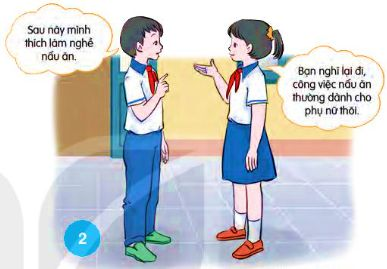 Sau này mình
thích làm nghề
nấu ăn.
Bạn nghĩ lại đi,
công việc nấu ăn
thường dành cho
phụ nữ thôi.
2